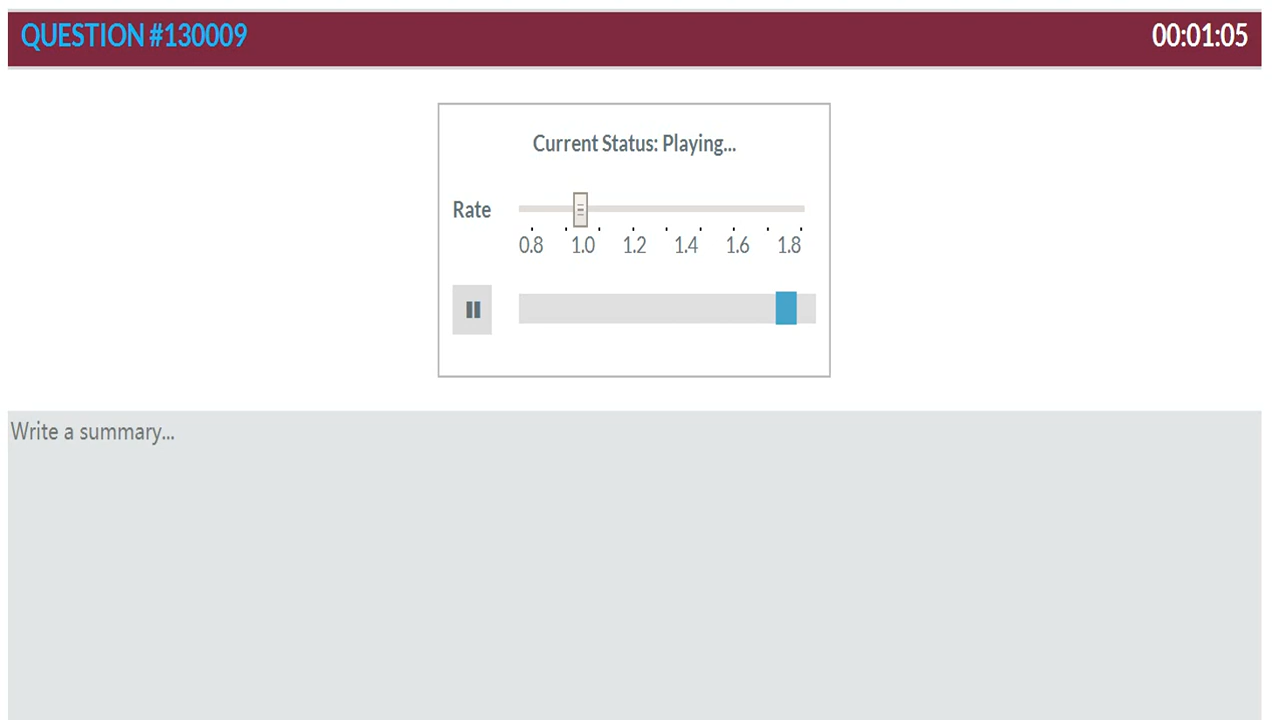 QUESTION #130009
00:01:05
Current Status: Playing...
Rate
0.8 1.0 1.2 1.4 1.6 1.8
Write a summary...